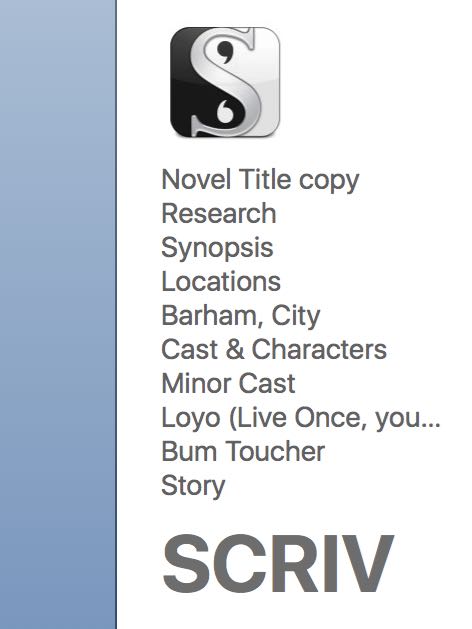 Novel Title copy
Research
Synopsis
Locations
Barham, City
Cast & Characters
Minor Cast
Loyo (Live Once, you...
Bum Toucher
Story
SCRIV